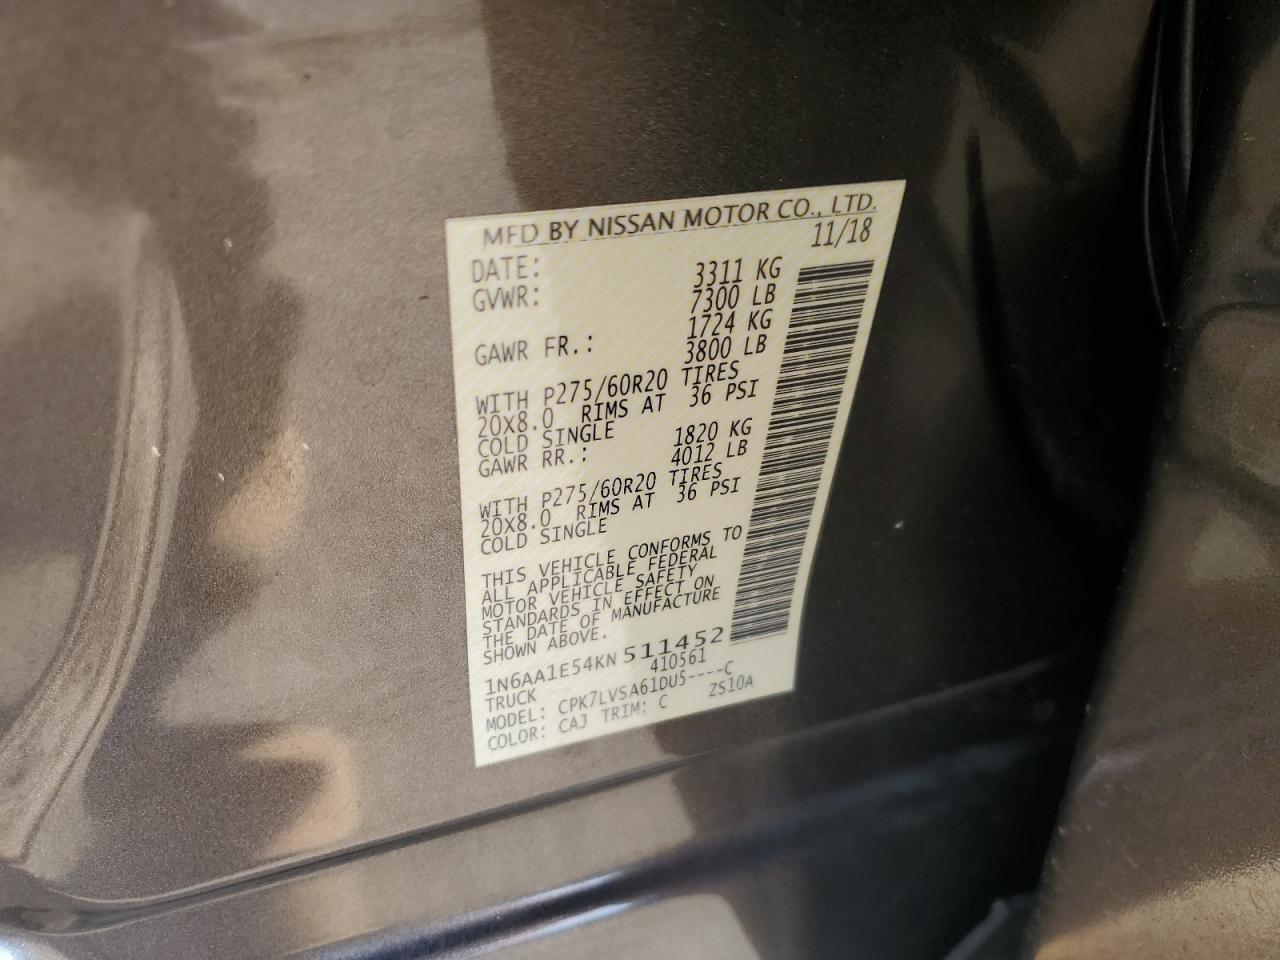 MFD BY NISSAN MOTOR CO., LTD.
DATE: 11/18
GVWR: 3311 KG
7300 LB
GAWR FR.: 1724 KG
3800 LB
WITH P275/60R20 TIRES
20X8.0 RIMS AT 36 PSI
COLD SINGLE
GAWR RR.: 1820 KG
4012 LB
WITH P275/60R20 TIRES
20X8.0 RIMS AT 36 PSI
COLD SINGLE
THIS VEHICLE CONFORMS TO
ALL APPLICABLE FEDERAL
MOTOR VEHICLE SAFETY
STANDARDS IN EFFECT ON
THE DATE OF MANUFACTURE
SHOWN ABOVE.
1N6AA1E54KN511452
TRUCK 410561
MODEL: CPK7LVSA61DU5----C
COLOR: CAJ TRIM: C ZS10A